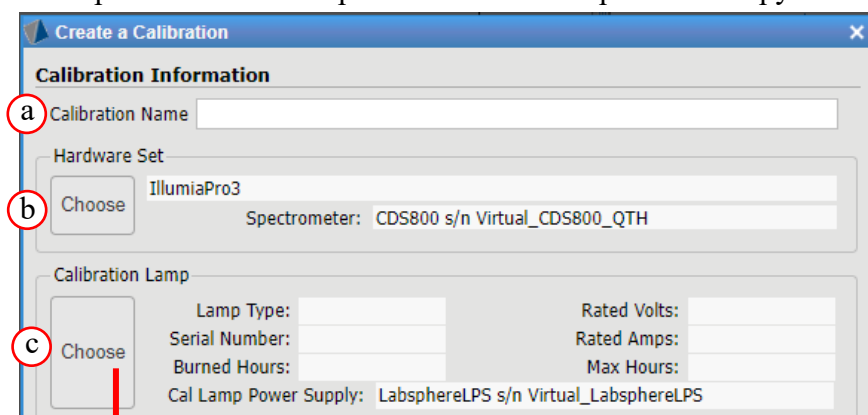 Create a Calibration
Calibration Information
a Calibration Name
Hardware Set
b Choose IllumiaPro3
Spectrometer: CDS800 s/n Virtual_CDS800_QTH
Calibration Lamp
c Choose
Lamp Type: Rated Volts:
Serial Number: Rated Amps:
Burned Hours: Max Hours:
Cal Lamp Power Supply: LabsphereLPS s/n Virtual_LabsphereLPS